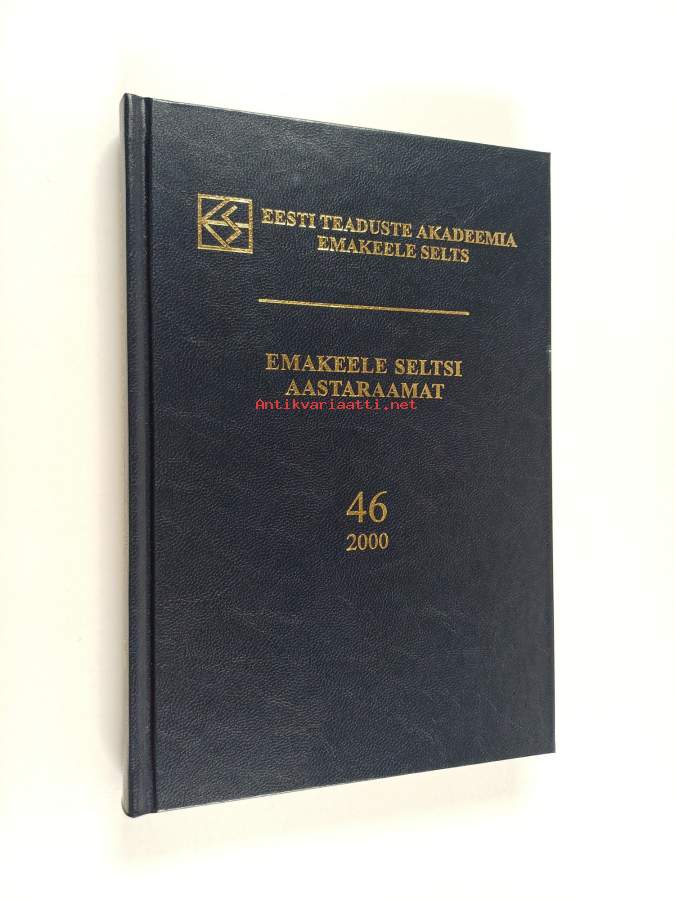 EESTI TEADUSTE AKADEEMIA
EMAKEELE SELTS
EMAKEELE SELTSI
AASTARAAMAT
Antikvariaatti.net
46
2000